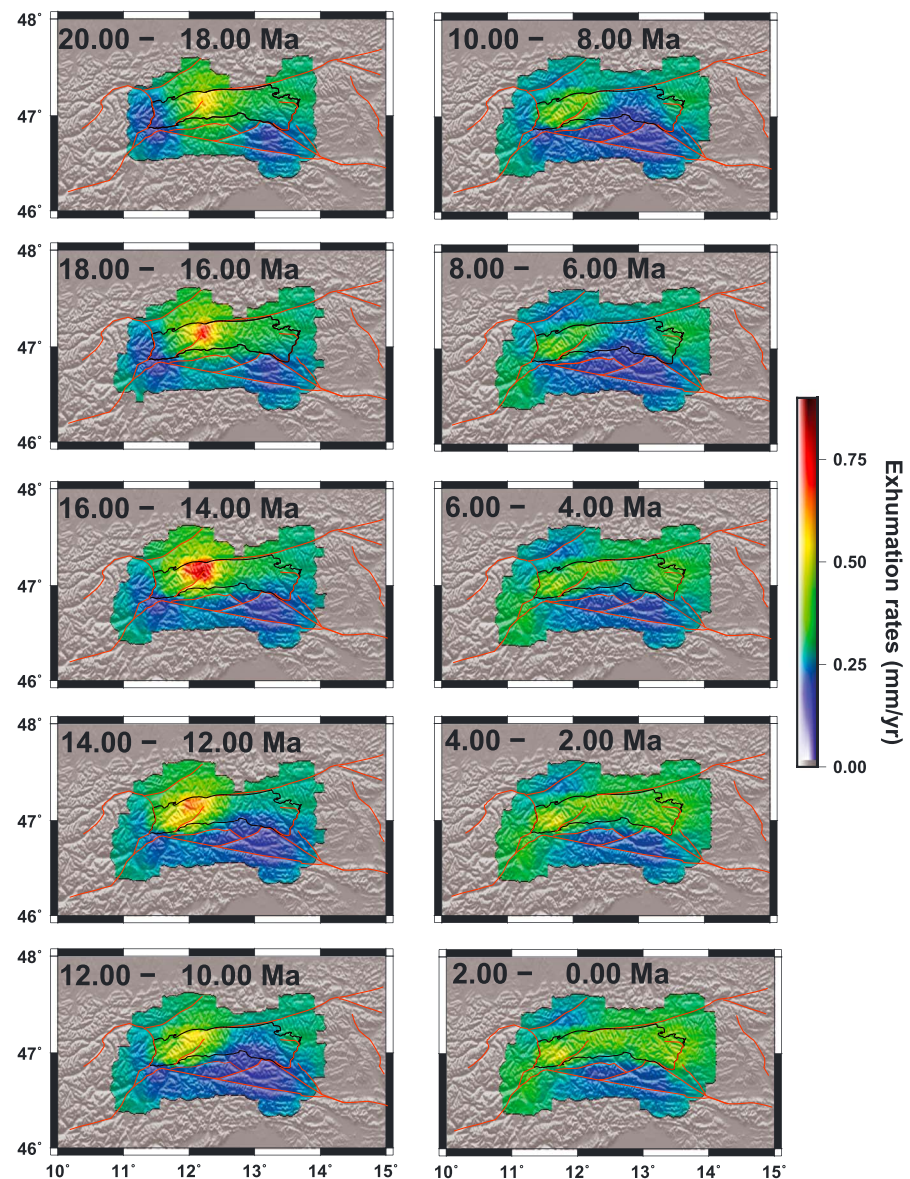 48°
20.00 – 18.00 Ma
47°
46°
10.00 – 8.00 Ma
48°
18.00 – 16.00 Ma
47°
46°
8.00 – 6.00 Ma
48°
16.00 – 14.00 Ma
47°
46°
6.00 – 4.00 Ma
48°
14.00 – 12.00 Ma
47°
46°
4.00 – 2.00 Ma
48°
12.00 – 10.00 Ma
47°
46°
10° 11° 12° 13° 14° 15°
2.00 – 0.00 Ma
10° 11° 12° 13° 14° 15°
0.75
0.50
0.25
0.00
Exhumation rates (mm/yr)